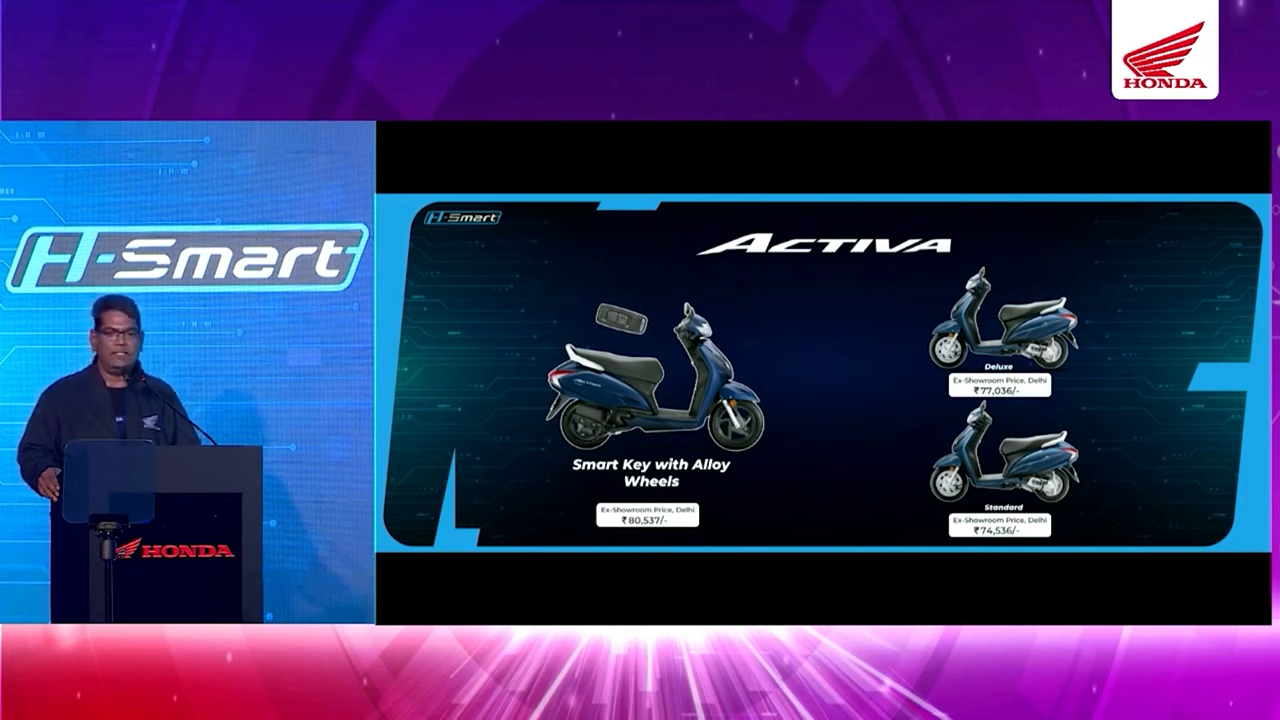 HONDA
H-Smart
HONDA
H-Smart
ACTIVA
Smart Key with Alloy
Wheels
Ex-Showroom Price, Delhi
₹80,537/-
Deluxe
Ex-Showroom Price, Delhi
₹77,036/-
Standard
Ex-Showroom Price, Delhi
₹74,536/-